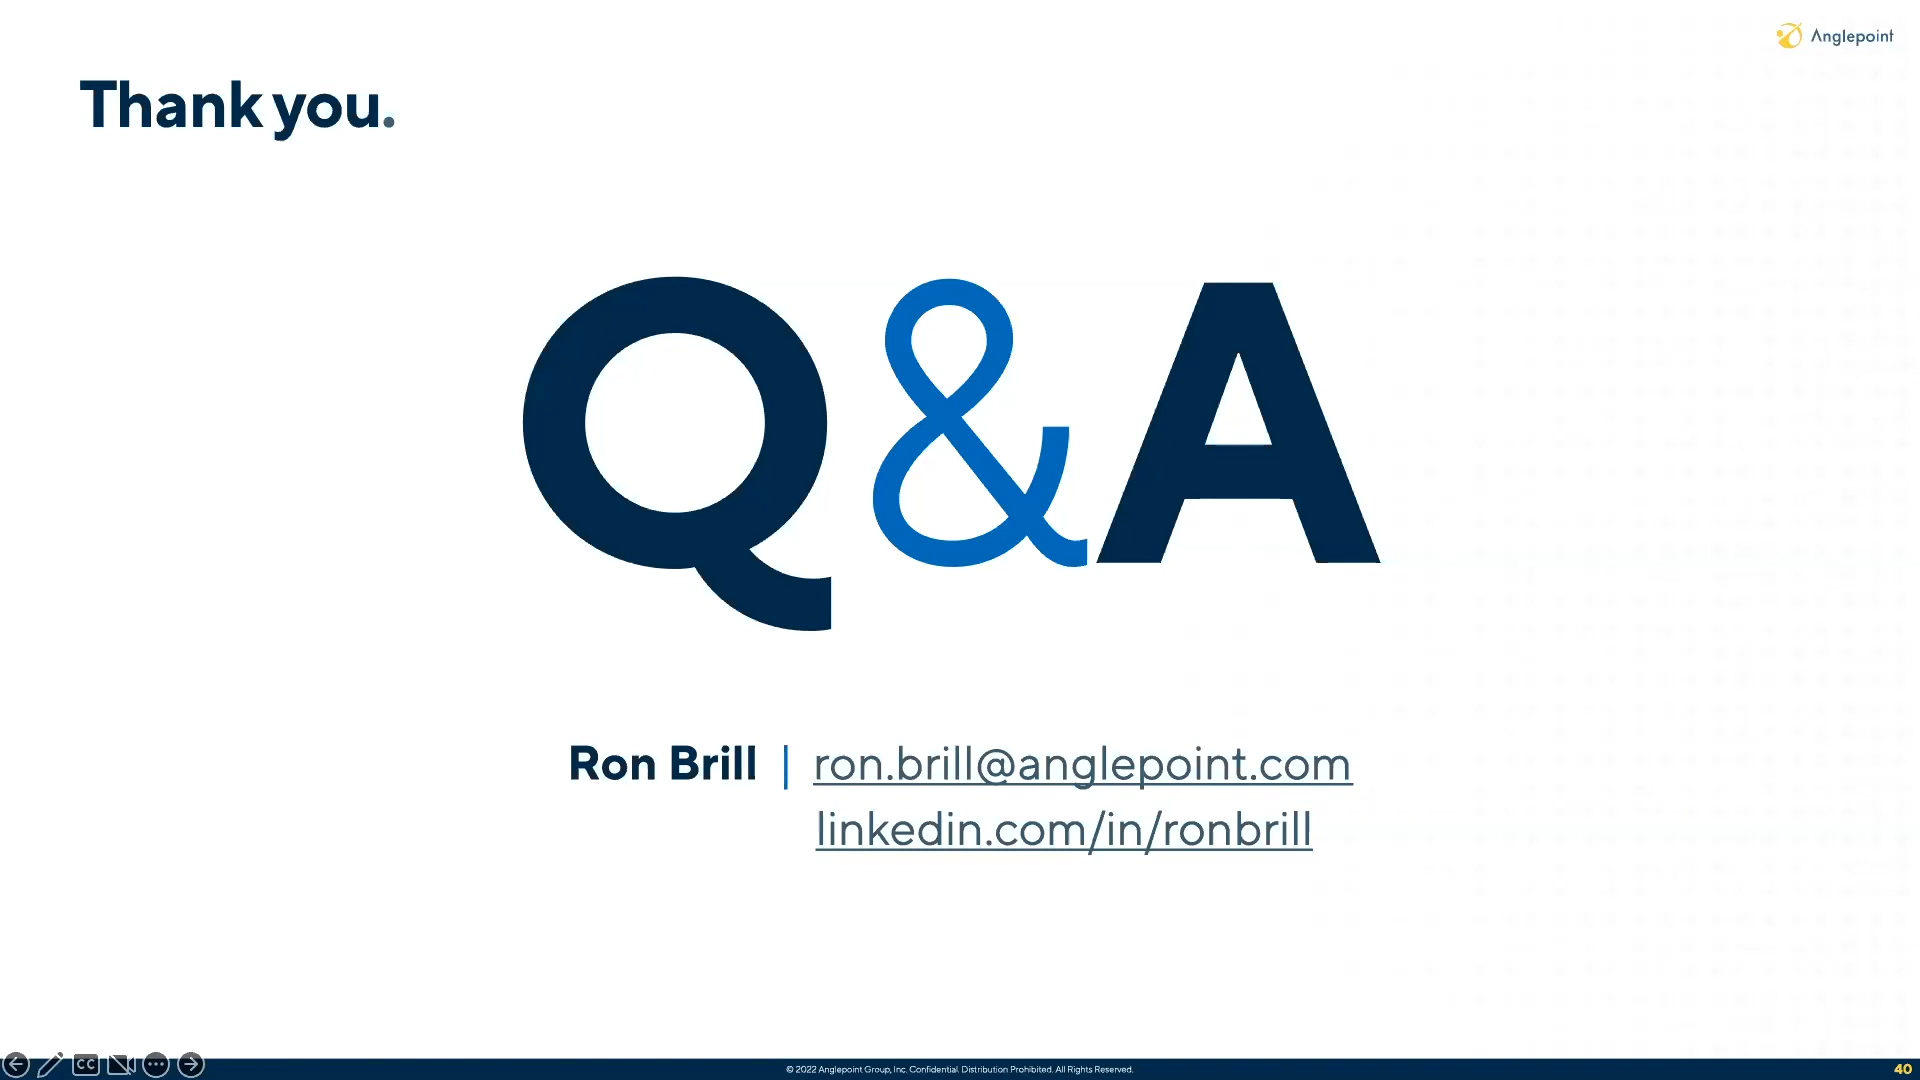 Anglepoint
Thank you.
Q&A
Ron Brill | ron.brill@anglepoint.com
linkedin.com/in/ronbrill
CC
© 2022 Anglepoint Group, Inc. Confidential. Distribution Prohibited. All Rights Reserved.
40